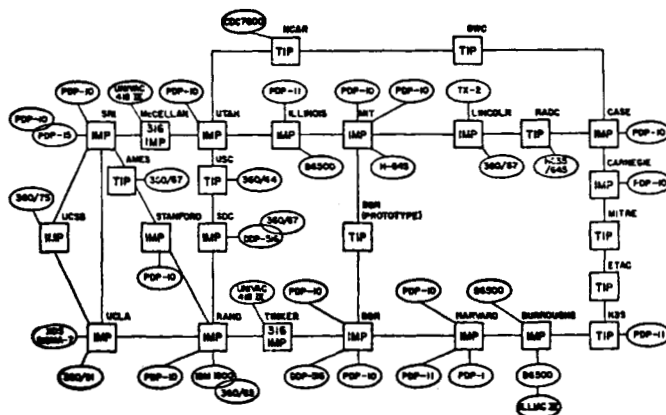 CDC7600
NCAR
GWC
TIP
TIP
PDP-10
UNIVAC
418 III
PDP-10
PDP-11
PDP-10
PDP-10
TX-2
PDP-10
SRI
McCLELLAN
UTAH
ILLINOIS
MIT
LINCOLN
RADC
CASE
PDP-15
IMP
316
IMP
IMP
IMP
IMP
IMP
TIP
IMP
PDP-10
AMES
USC
B6500
H-645
360/67
/645
CARNEGIE
TIP
360/67
TIP
360/44
IMP
PDP-10
360/75
UCSB
STANFORD
SDC
360/67
BBN
(PROTOTYPE)
MITRE
IMP
IMP
IMP
DDP-516
TIP
TIP
PDP-10
ETAC
UNIVAC
418 III
PDP-10
PDP-10
B6500
TIP
UCLA
RAND
TINKER
BBN
HARVARD
BURROUGHS
NBS
IMP
IMP
316
IMP
IMP
IMP
IMP
TIP
PDP-11
SIGMA-7
360/91
PDP-10
IBM 1800
DDP-516
PDP-10
PDP-11
PDP-1
B6500
ILLIAC IV